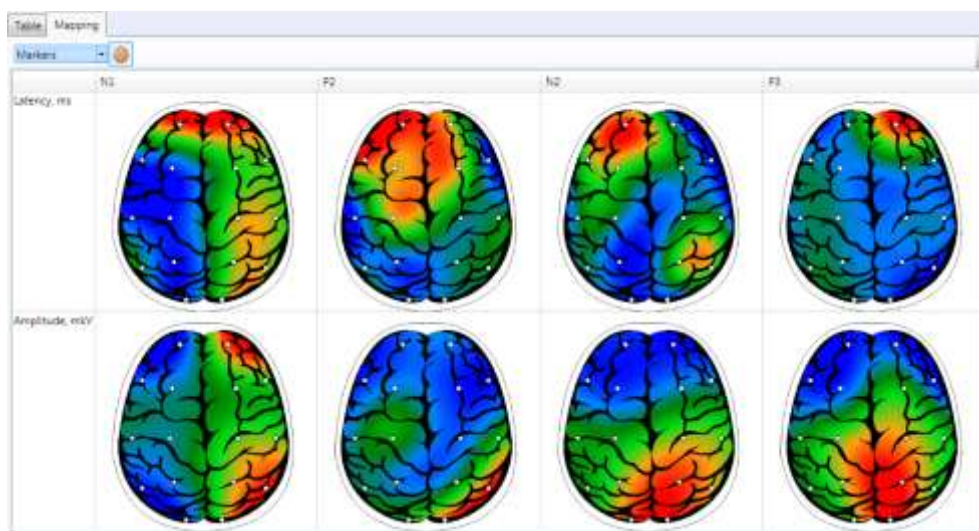 Table Mapping
Markers
N1 P2 N2 P3
Latency, ms
Amplitude, mkV